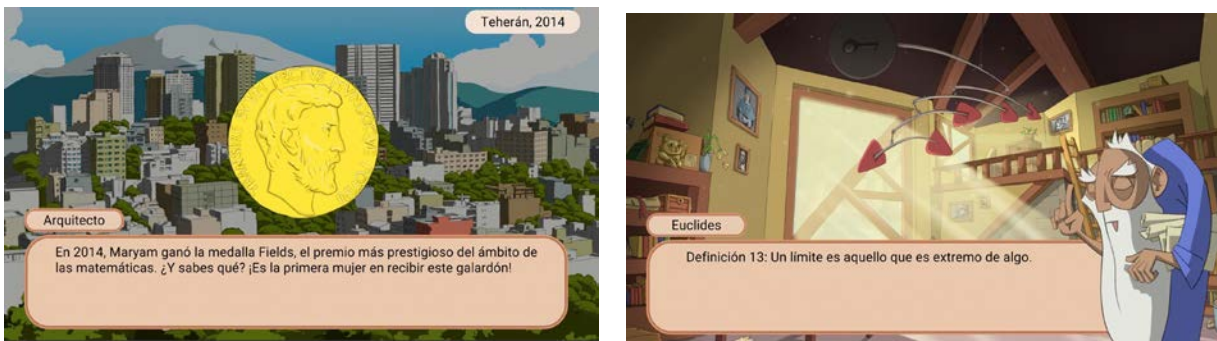 Teherán, 2014
Arquitecto
En 2014, Maryam ganó la medalla Fields, el premio más prestigioso del ámbito de
las matemáticas. ¿Y sabes qué? ¡Es la primera mujer en recibir este galardón!
Euclides
Definición 13: Un límite es aquello que es extremo de algo.